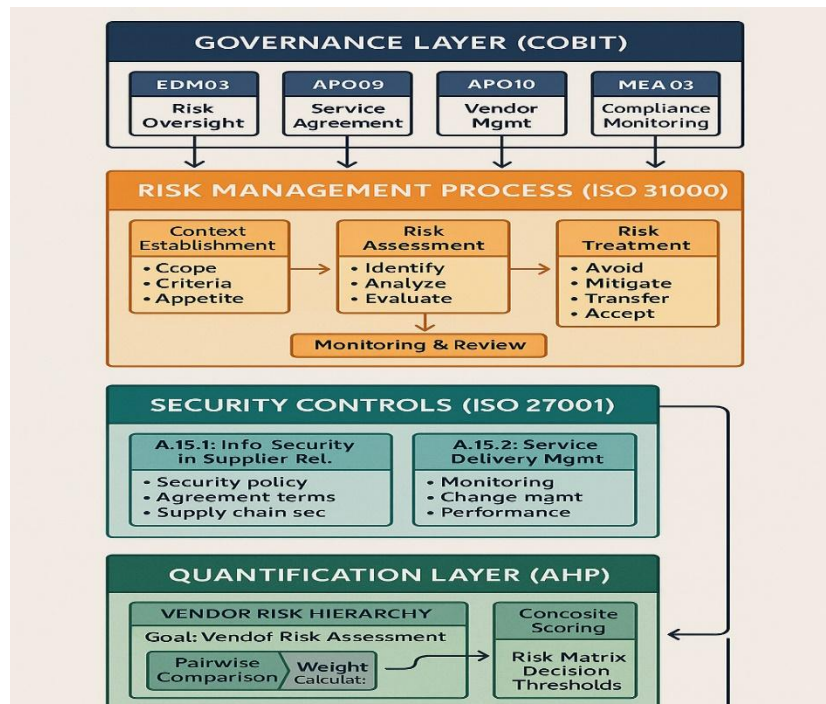 GOVERNANCE LAYER (COBIT)
EDM03
Risk
Oversight
APO09
Service
Agreement
APO10
Vendor
Mgmt
MEA 03
Compliance
Monitoring
RISK MANAGEMENT PROCESS (ISO 31000)
Context
Establishment
• Ccope
• Criteria
• Appetite
Risk
Assessment
• Identify
• Analyze
• Evaluate
Risk
Treatment
• Avoid
• Mitigate
• Transfer
• Accept
Monitoring & Review
SECURITY CONTROLS (ISO 27001)
A.15.1: Info Security
in Supplier Rel.
• Security policy
• Agreement terms
• Supply chain sec
A.15.2: Service
Delivery Mgmt
• Monitoring
• Change mgmt
• Performance
QUANTIFICATION LAYER (AHP)
VENDOR RISK HIERARCHY
Goal: Vendof Risk Assessment
Pairwise
Comparison
Weight
Calculat:
Concosite
Scoring
Risk Matrix
Decision
Thresholds